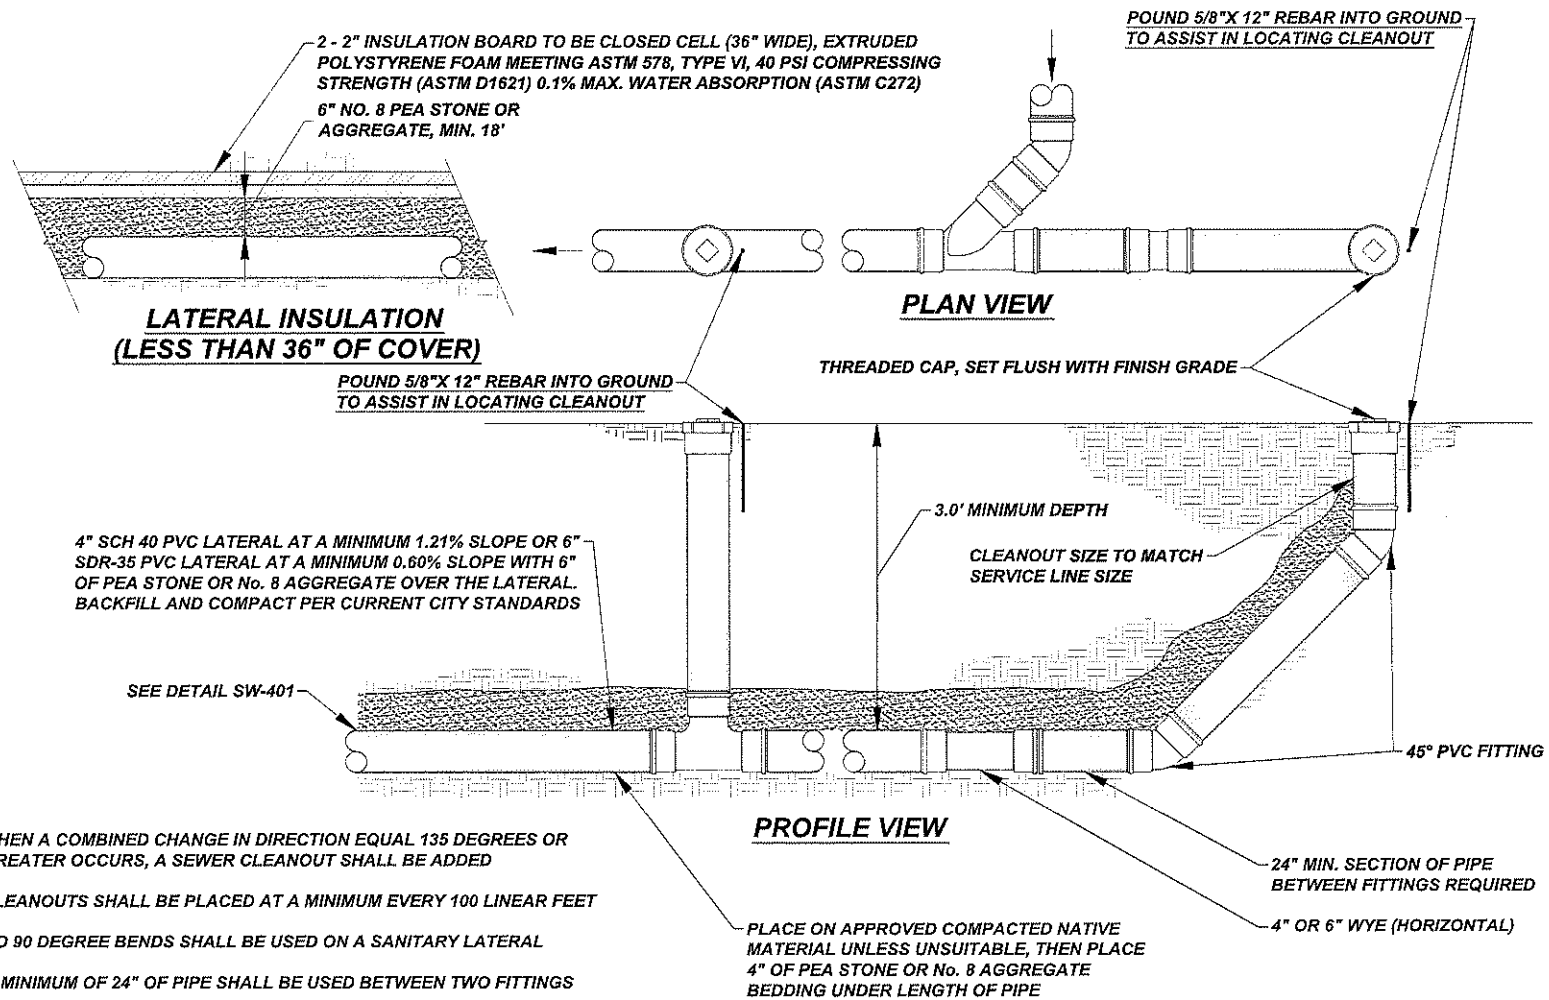 2 - 2" INSULATION BOARD TO BE CLOSED CELL (36" WIDE), EXTRUDED
POLYSTYRENE FOAM MEETING ASTM 578, TYPE VI, 40 PSI COMPRESSING
STRENGTH (ASTM D1621) 0.1% MAX. WATER ABSORPTION (ASTM C272)
6" NO. 8 PEA STONE OR
AGGREGATE, MIN. 18'
LATERAL INSULATION
(LESS THAN 36" OF COVER)
POUND 5/8"X 12" REBAR INTO GROUND
TO ASSIST IN LOCATING CLEANOUT
PLAN VIEW
THREADED CAP, SET FLUSH WITH FINISH GRADE
POUND 5/8"X 12" REBAR INTO GROUND
TO ASSIST IN LOCATING CLEANOUT
3.0' MINIMUM DEPTH
CLEANOUT SIZE TO MATCH
SERVICE LINE SIZE
4" SCH 40 PVC LATERAL AT A MINIMUM 1.21% SLOPE OR 6"
SDR-35 PVC LATERAL AT A MINIMUM 0.60% SLOPE WITH 6"
OF PEA STONE OR No. 8 AGGREGATE OVER THE LATERAL.
BACKFILL AND COMPACT PER CURRENT CITY STANDARDS
SEE DETAIL SW-401
45° PVC FITTING
PROFILE VIEW
24" MIN. SECTION OF PIPE
BETWEEN FITTINGS REQUIRED
4" OR 6" WYE (HORIZONTAL)
PLACE ON APPROVED COMPACTED NATIVE
MATERIAL UNLESS UNSUITABLE, THEN PLACE
4" OF PEA STONE OR No. 8 AGGREGATE
BEDDING UNDER LENGTH OF PIPE
HEN A COMBINED CHANGE IN DIRECTION EQUAL 135 DEGREES OR
REATER OCCURS, A SEWER CLEANOUT SHALL BE ADDED
LEANOUTS SHALL BE PLACED AT A MINIMUM EVERY 100 LINEAR FEET
O 90 DEGREE BENDS SHALL BE USED ON A SANITARY LATERAL
MINIMUM OF 24" OF PIPE SHALL BE USED BETWEEN TWO FITTINGS